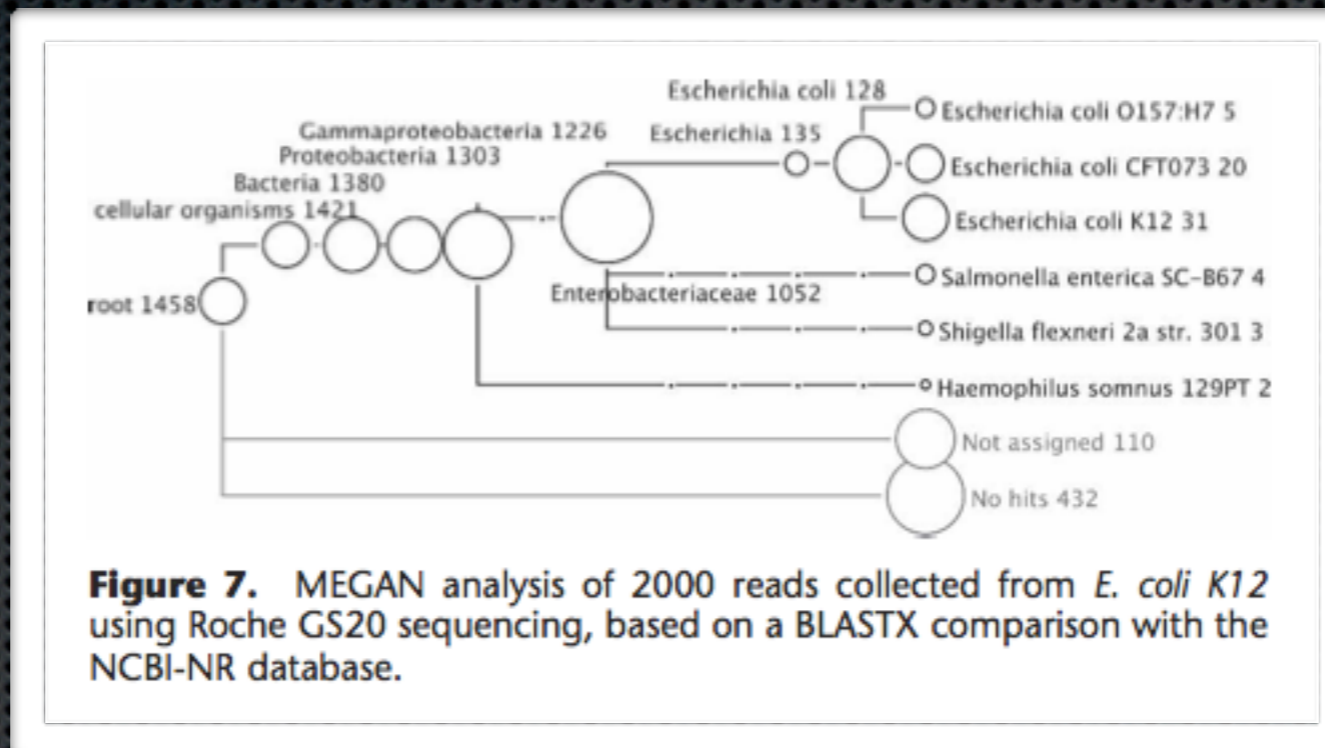 Escherichia coli 128
Escherichia coli O157:H7 5
Gammaproteobacteria 1226
Escherichia 135
Proteobacteria 1303
Escherichia coli CFT073 20
Bacteria 1380
cellular organisms 1421
Escherichia coli K12 31
Salmonella enterica SC-B67 4
Enterobacteriaceae 1052
root 1458
Shigella flexneri 2a str. 301 3
Haemophilus somnus 129PT 2
Not assigned 110
No hits 432
Figure 7. MEGAN analysis of 2000 reads collected from E. coli K12
using Roche GS20 sequencing, based on a BLASTX comparison with the
NCBI-NR database.